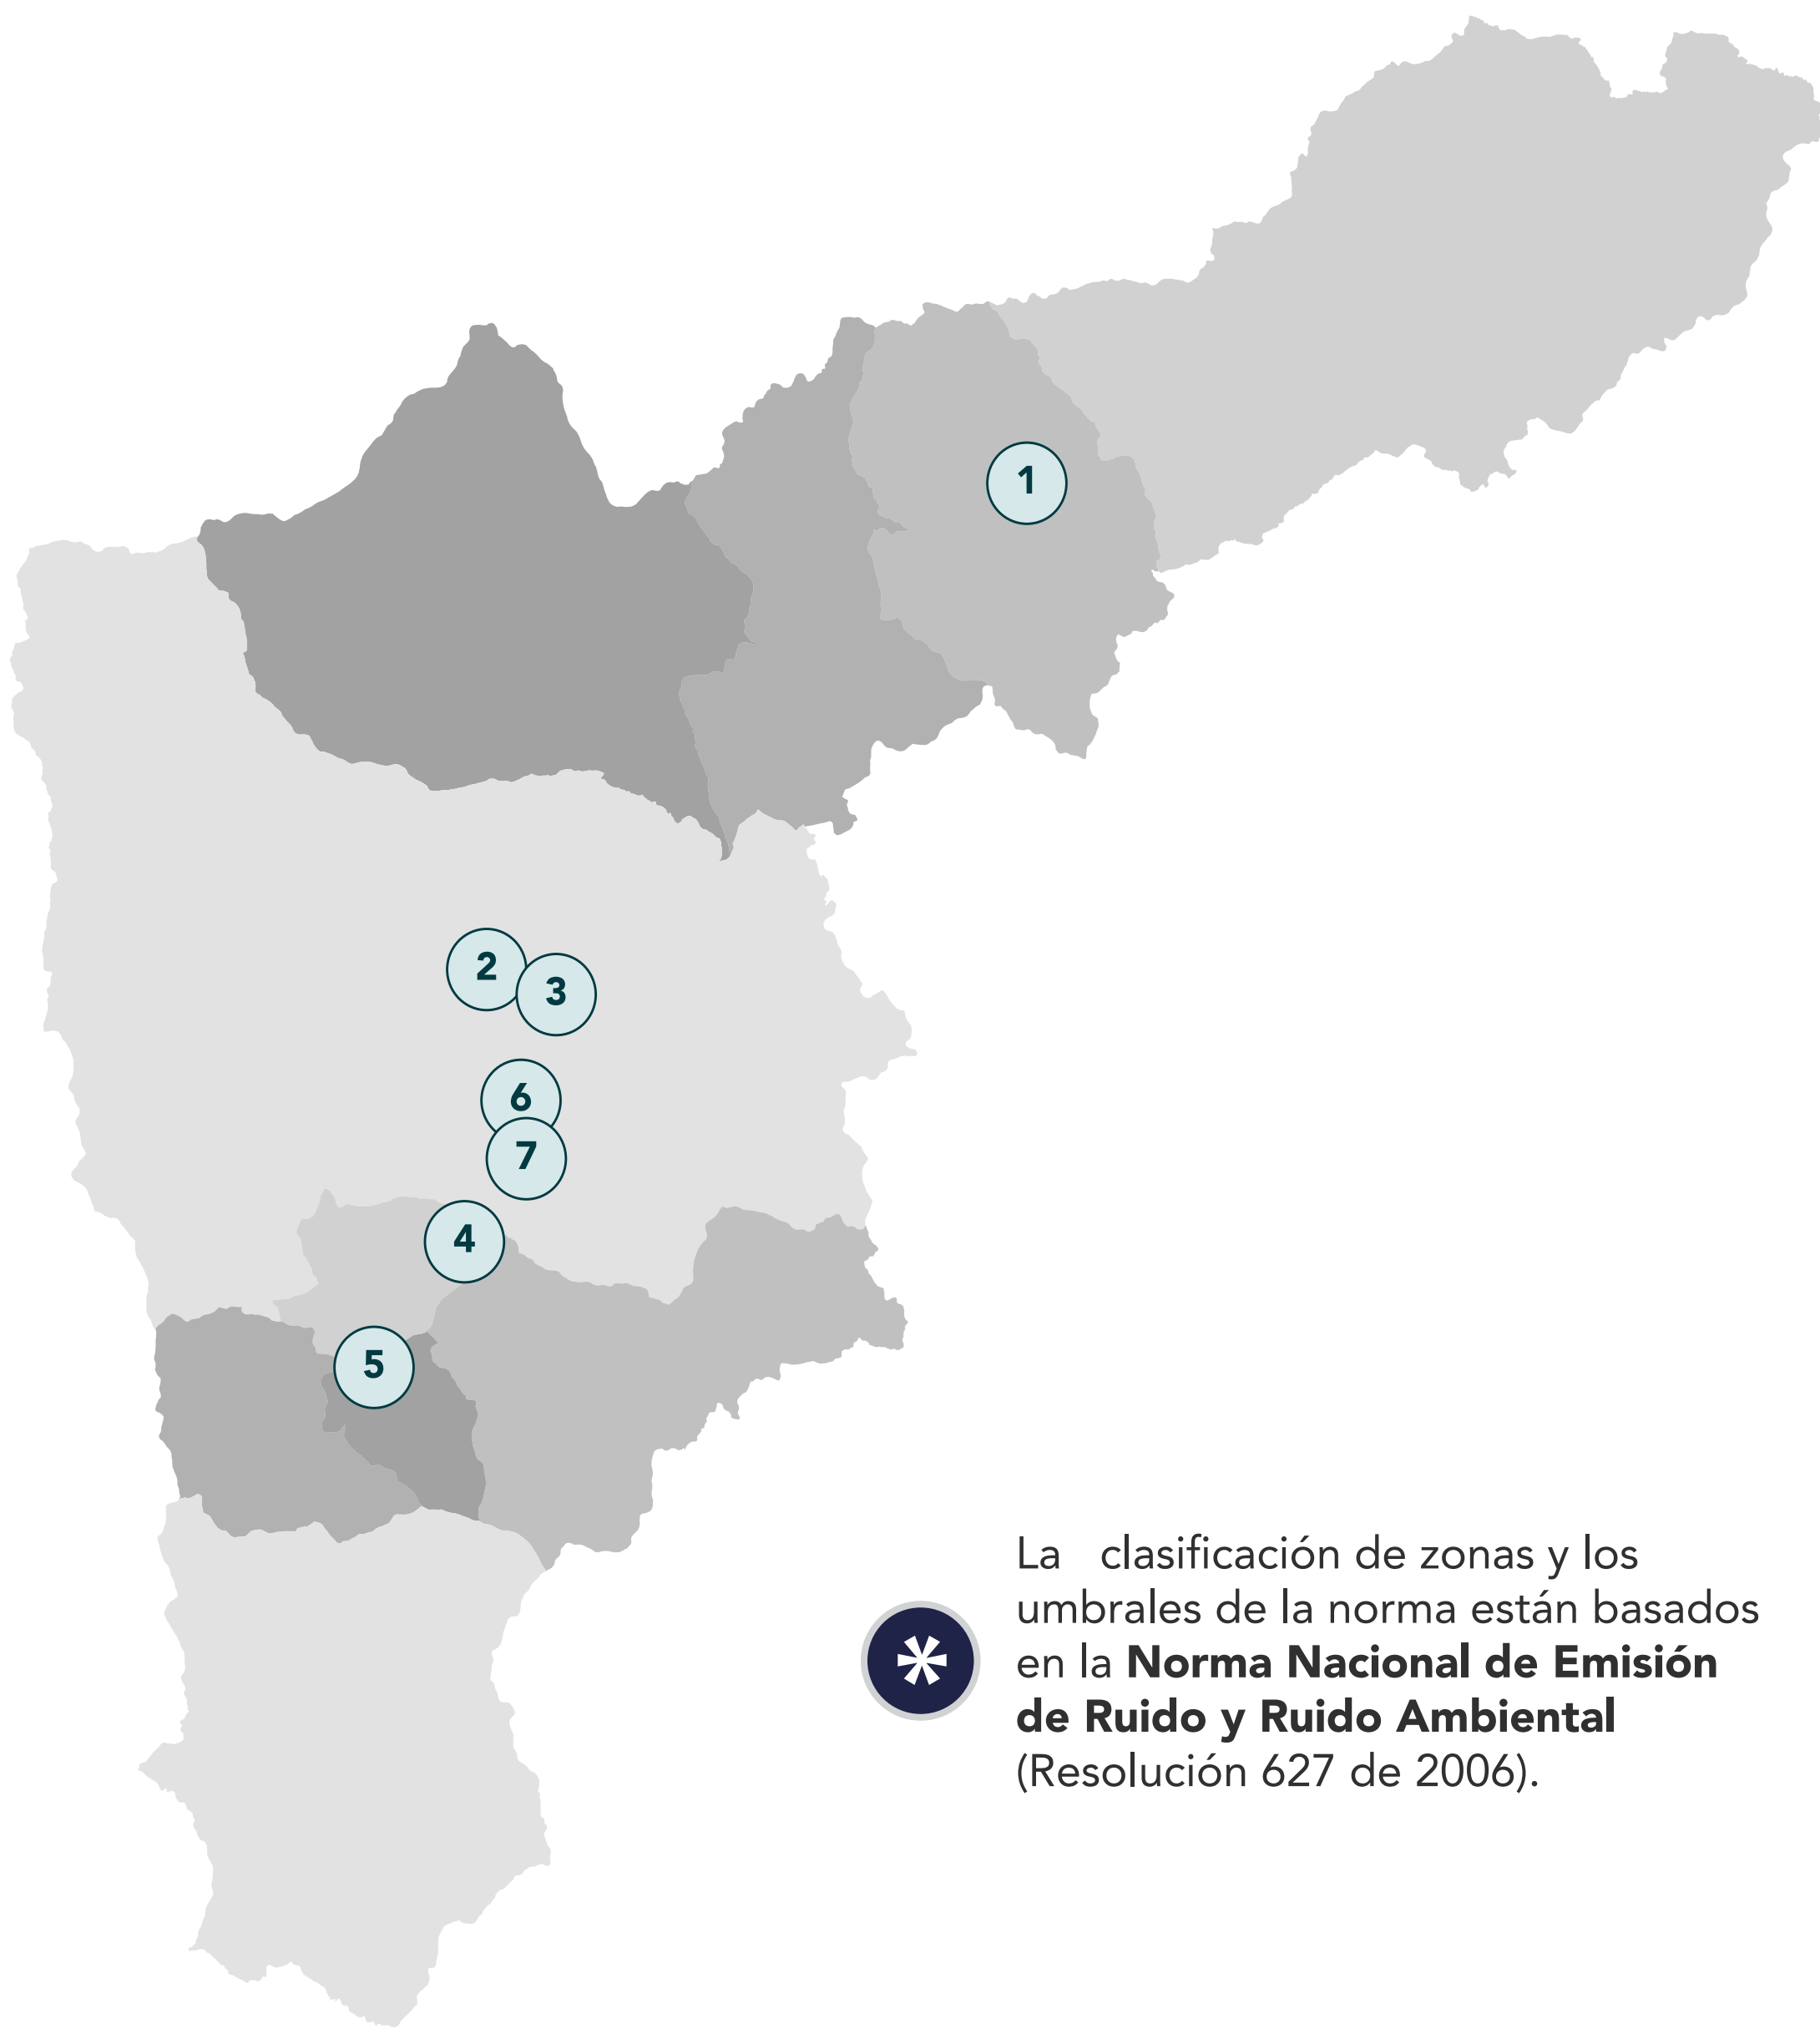 1
2
3
6
7
4
5
La clasificación de zonas y los
umbrales de la norma están basados
en la Norma Nacional de Emisión
de Ruido y Ruido Ambiental
(Resolución 627 de 2006).
*